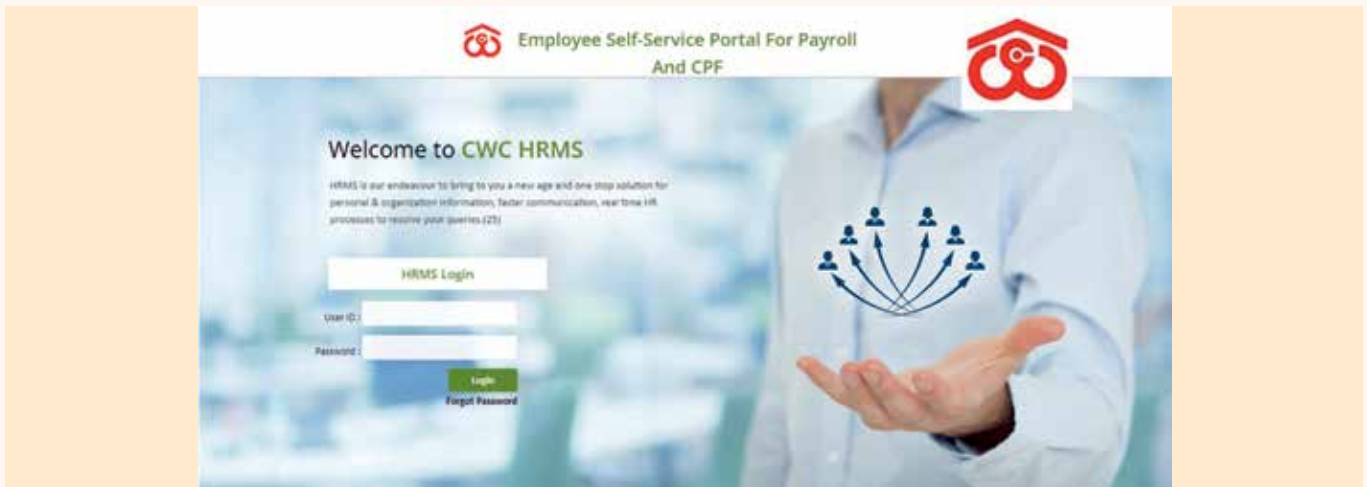 Employee Self-Service Portal For Payroll
And CPF
Welcome to CWC HRMS
HRMS is our endeavour to bring to you a new age and one stop solution for
personal & organization information, faster communication, real time HR
processes to resolve your queries.(25)
HRMS Login
User ID :
Password :
Login
Forgot Password